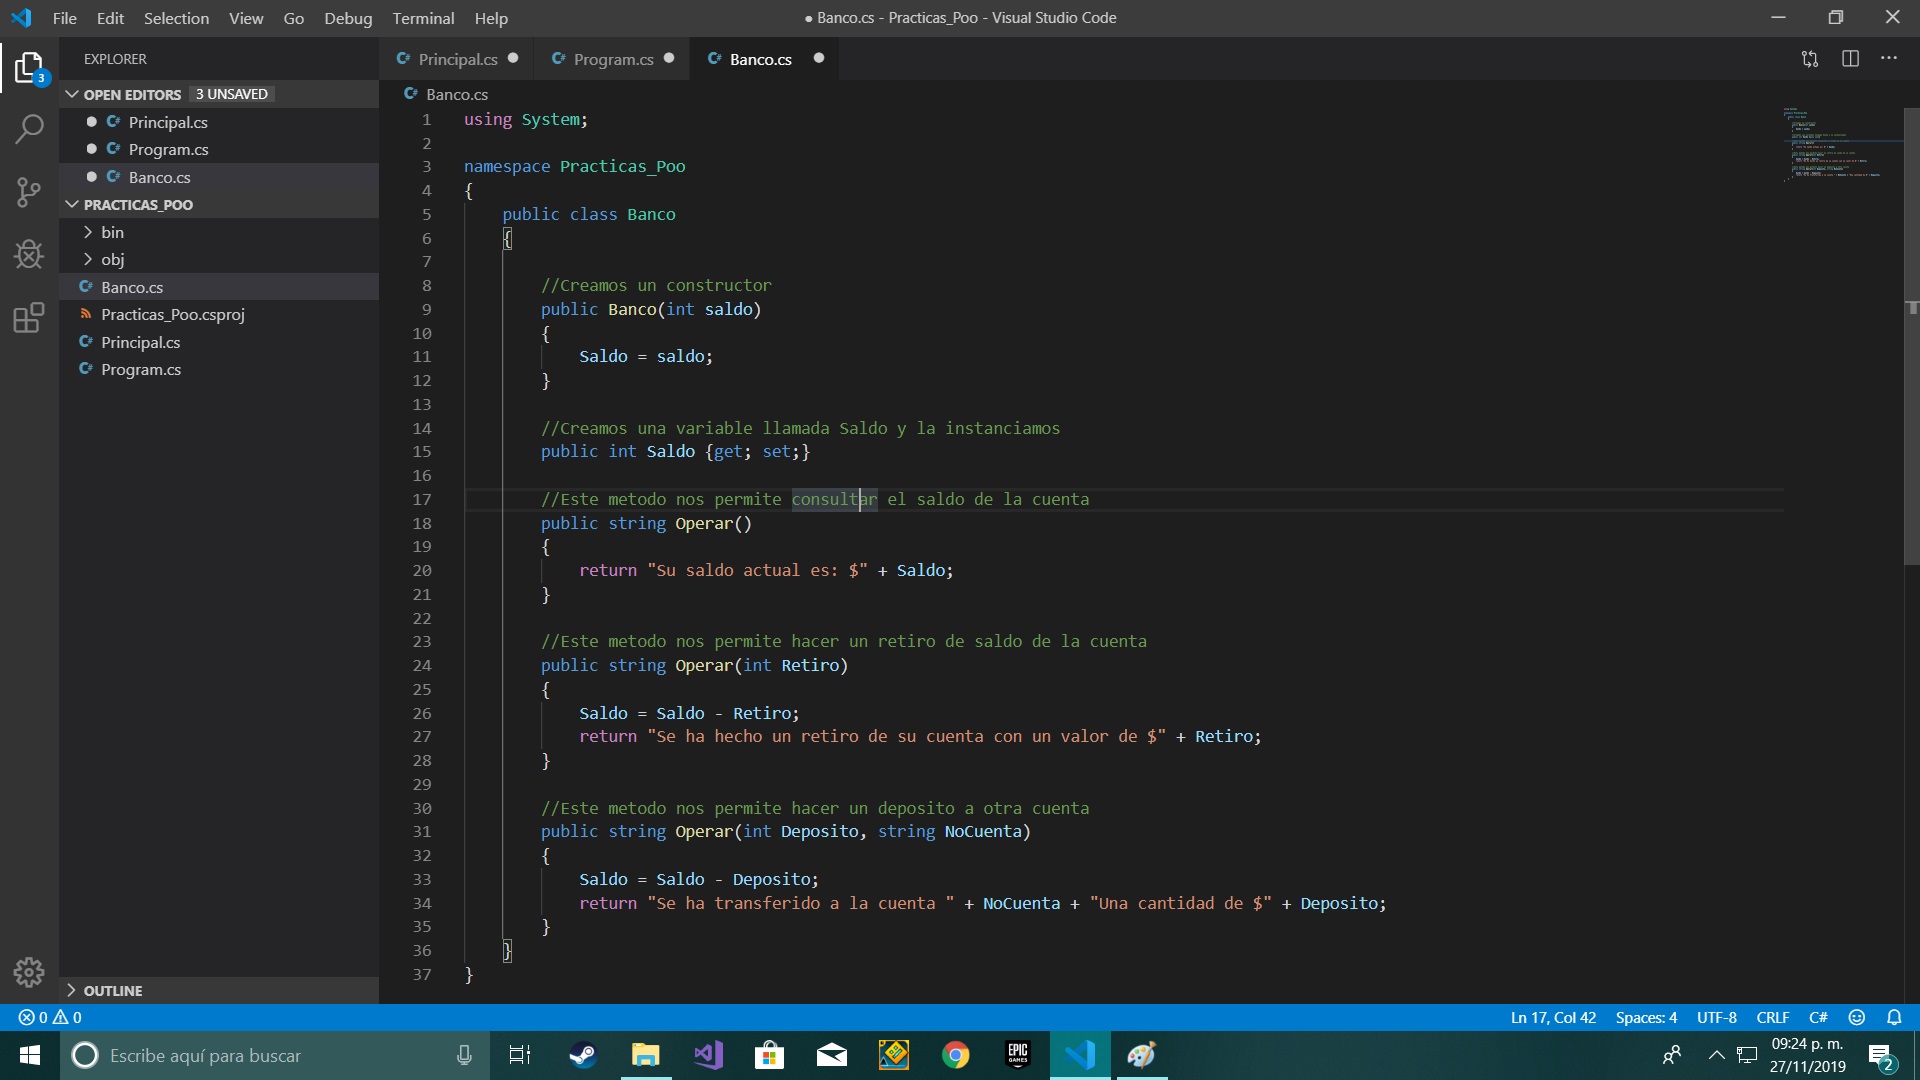 File Edit Selection View Go Debug Terminal Help
● Banco.cs - Practicas_Poo - Visual Studio Code
EXPLORER
OPEN EDITORS 3 UNSAVED
Principal.cs
Program.cs
Banco.cs
PRACTICAS_POO
bin
obj
Banco.cs
Practicas_Poo.csproj
Principal.cs
Program.cs
OUTLINE
3
Principal.cs Program.cs Banco.cs
Banco.cs
1 using System;
2
3 namespace Practicas_Poo
4 {
5 public class Banco
6 {
7
8 //Creamos un constructor
9 public Banco(int saldo)
10 {
11 Saldo = saldo;
12 }
13
14 //Creamos una variable llamada Saldo y la instanciamos
15 public int Saldo {get; set;}
16
17 //Este metodo nos permite consultar el saldo de la cuenta
18 public string Operar()
19 {
20 return "Su saldo actual es: $" + Saldo;
21 }
22
23 //Este metodo nos permite hacer un retiro de saldo de la cuenta
24 public string Operar(int Retiro)
25 {
26 Saldo = Saldo - Retiro;
27 return "Se ha hecho un retiro de su cuenta con un valor de $" + Retiro;
28 }
29
30 //Este metodo nos permite hacer un deposito a otra cuenta
31 public string Operar(int Deposito, string NoCuenta)
32 {
33 Saldo = Saldo - Deposito;
34 return "Se ha transferido a la cuenta " + NoCuenta + "Una cantidad de $" + Deposito;
35 }
36 }
37 }
0 0
Ln 17, Col 42 Spaces: 4 UTF-8 CRLF C#
Escribe aquí para buscar
EPIC GAMES
09:24 p. m.
27/11/2019
2